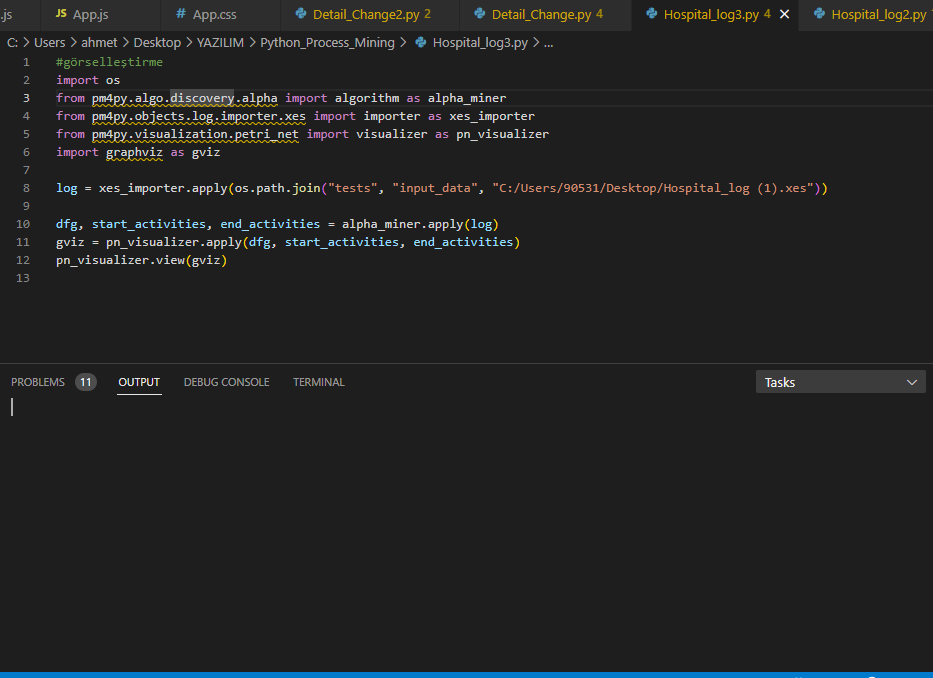 .js JS App.js # App.css Detail_Change2.py 2 Detail_Change.py 4 Hospital_log3.py 4 Hospital_log2.py
C: > Users > ahmet > Desktop > YAZILIM > Python_Process_Mining > Hospital_log3.py > ...
1 #görselleştirme
2 import os
3 from pm4py.algo.discovery.alpha import algorithm as alpha_miner
4 from pm4py.objects.log.importer.xes import importer as xes_importer
5 from pm4py.visualization.petri_net import visualizer as pn_visualizer
6 import graphviz as gviz
7
8 log = xes_importer.apply(os.path.join("tests", "input_data", "C:/Users/90531/Desktop/Hospital_log (1).xes"))
9
10 dfg, start_activities, end_activities = alpha_miner.apply(log)
11 gviz = pn_visualizer.apply(dfg, start_activities, end_activities)
12 pn_visualizer.view(gviz)
13
PROBLEMS 11 OUTPUT DEBUG CONSOLE TERMINAL Tasks